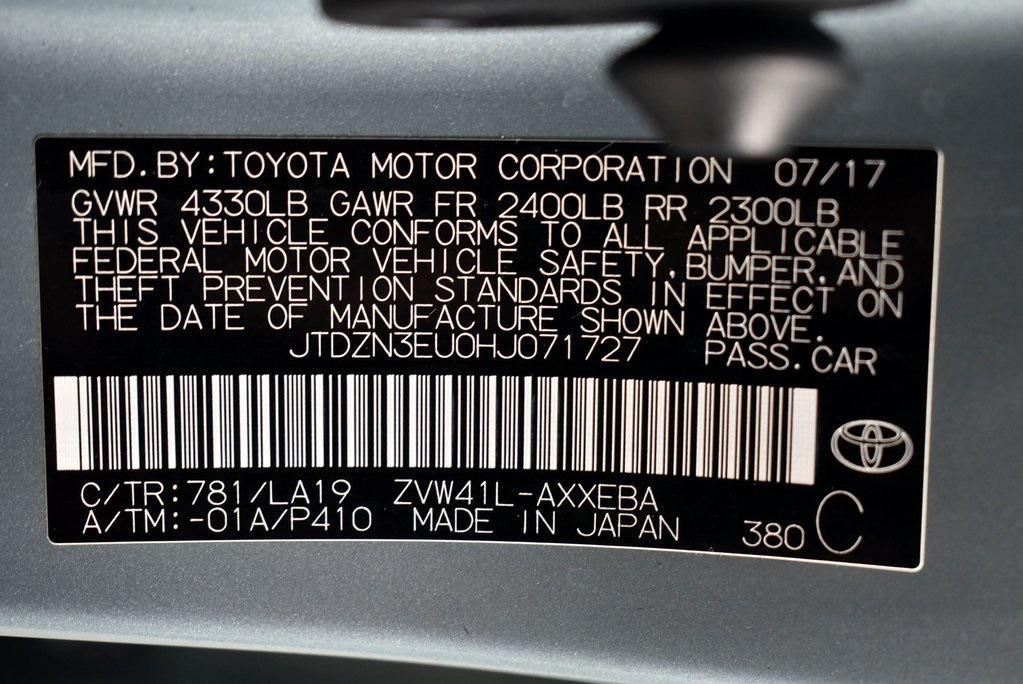 MFD.BY:TOYOTA MOTOR CORPORATION 07/17
GVWR 4330LB GAWR FR 2400LB RR 2300LB
THIS VEHICLE CONFORMS TO ALL APPLICABLE
FEDERAL MOTOR VEHICLE SAFETY,BUMPER,AND
THEFT PREVENTION STANDARDS IN EFFECT ON
THE DATE OF MANUFACTURE SHOWN ABOVE.
JTDZN3EU0HJ071727 PASS.CAR
C/TR:781/LA19 ZVW41L-AXXEBA
A/TM:-01A/P410 MADE IN JAPAN 380 C